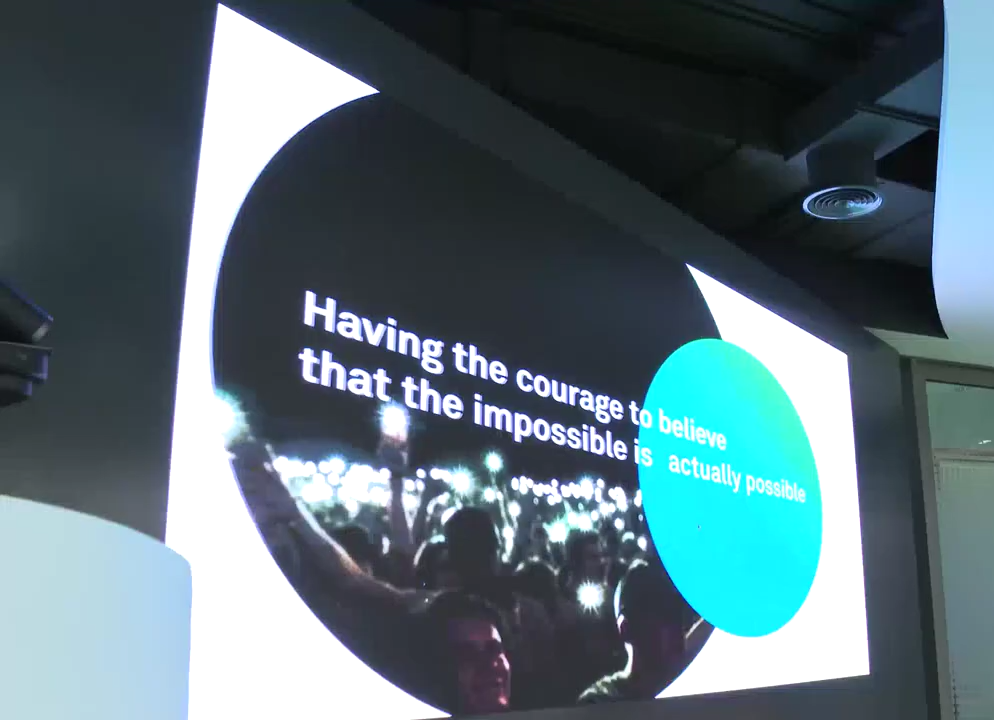 Having the courage to believe
that the impossible is actually possible